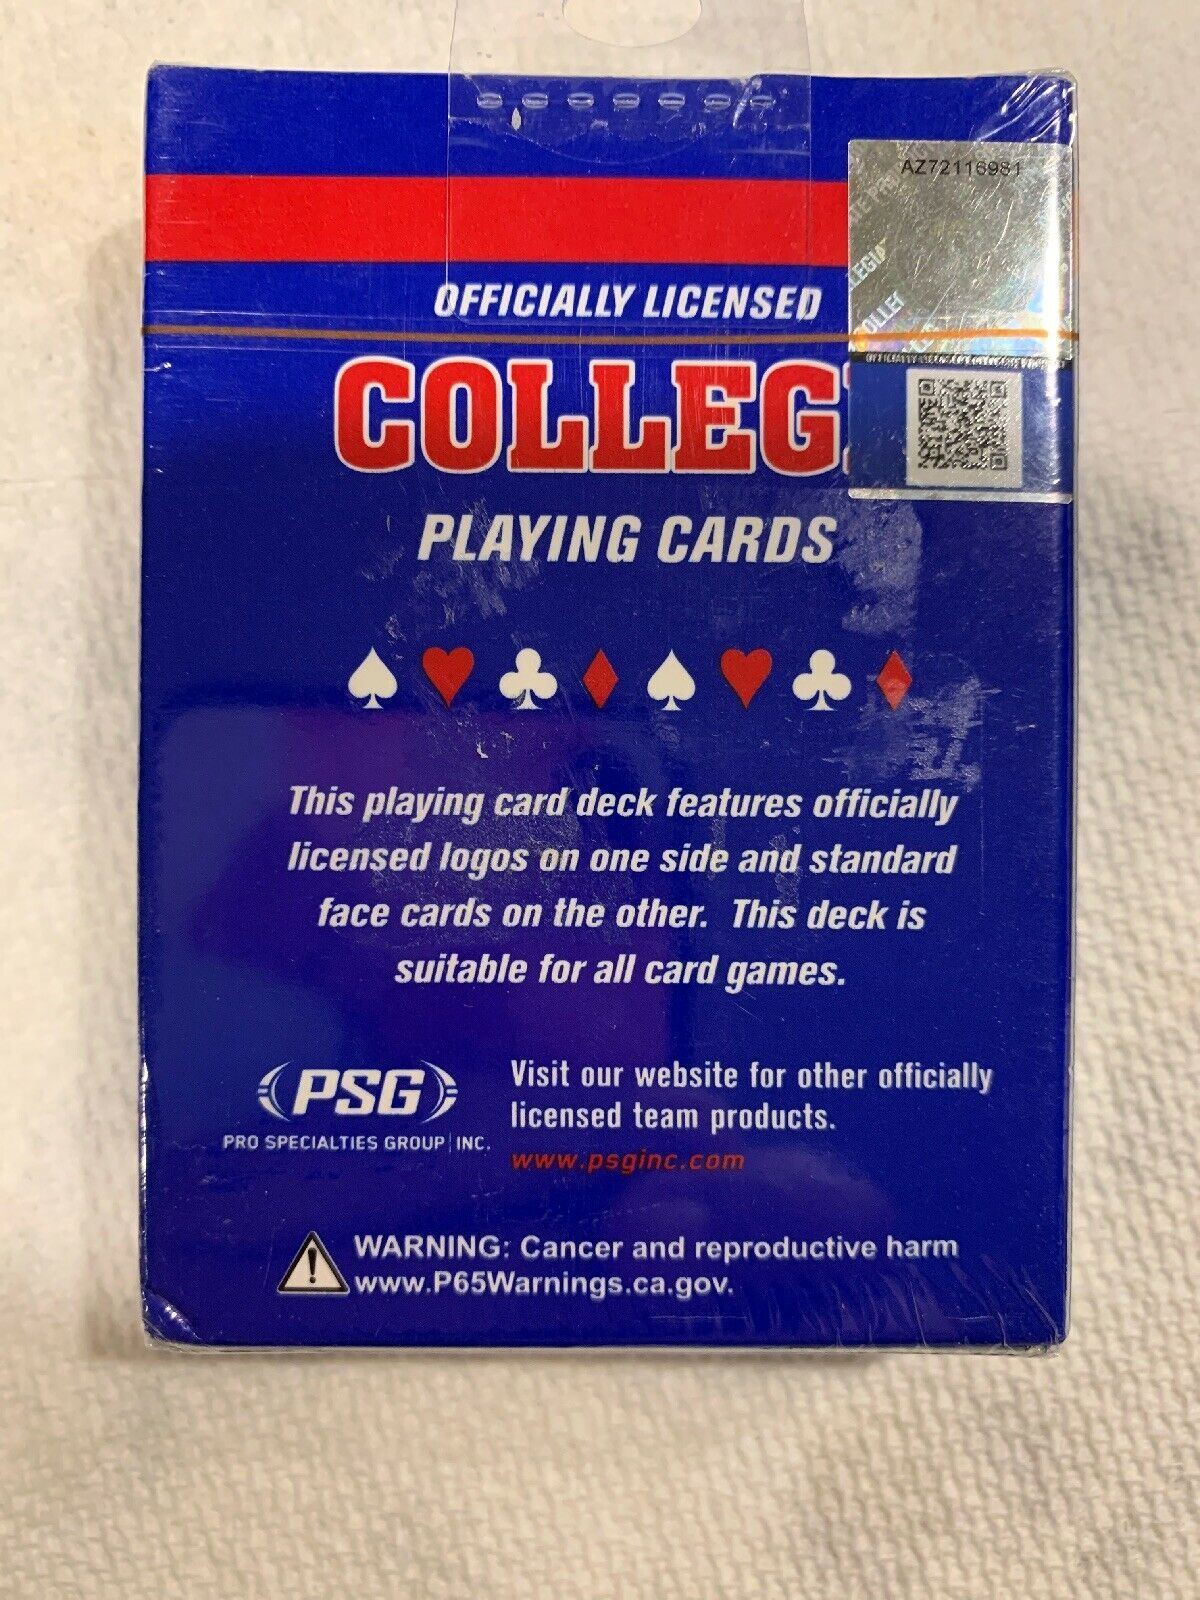 AZ72116981
OFFICIALLY LICENSED
COLLEG
PLAYING CARDS
This playing card deck features officially
licensed logos on one side and standard
face cards on the other. This deck is
suitable for all card games.
PSG
PRO SPECIALTIES GROUP | INC.
Visit our website for other officially
licensed team products.
www.psginc.com
WARNING: Cancer and reproductive harm
www.P65Warnings.ca.gov.